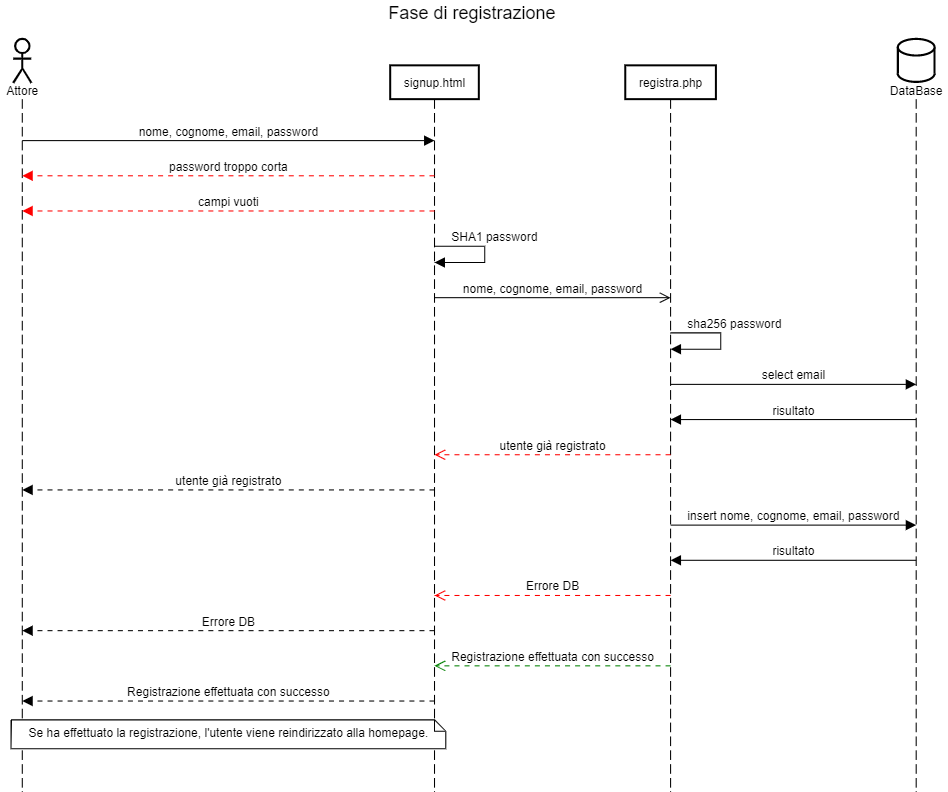 Fase di registrazione
Attore
signup.html
registra.php
DataBase
nome, cognome, email, password
password troppo corta
campi vuoti
SHA1 password
nome, cognome, email, password
sha256 password
select email
risultato
utente già registrato
utente già registrato
insert nome, cognome, email, password
risultato
Errore DB
Errore DB
Registrazione effettuata con successo
Registrazione effettuata con successo
Se ha effettuato la registrazione, l'utente viene reindirizzato alla homepage.